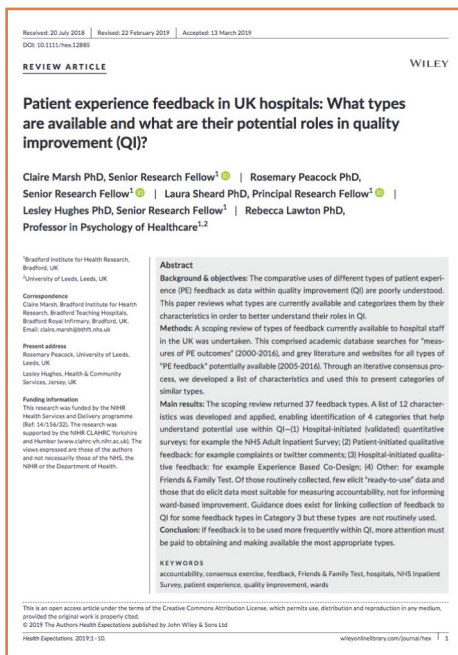 Received: 20 July 2018 | Revised: 22 February 2019 | Accepted: 13 March 2019
DOI: 10.1111/hex.12885
REVIEW ARTICLE
WILEY
Patient experience feedback in UK hospitals: What types
are available and what are their potential roles in quality
improvement (QI)?
Claire Marsh PhD, Senior Research Fellow¹ | Rosemary Peacock PhD,
Senior Research Fellow¹ | Laura Sheard PhD, Principal Research Fellow¹ |
Lesley Hughes PhD, Senior Research Fellow¹ | Rebecca Lawton PhD,
Professor in Psychology of Healthcare¹,²
¹Bradford Institute for Health Research,
Bradford, UK
²University of Leeds, Leeds, UK
Correspondence
Claire Marsh, Bradford Institute for Health
Research, Bradford Teaching Hospitals,
Bradford Royal Infirmary, Bradford, UK.
Email: claire.marsh@bthft.nhs.uk
Present address
Rosemary Peacock, University of Leeds,
Leeds, UK
Lesley Hughes, Health & Community
Services, Jersey, UK
Funding information
This research was funded by the NIHR
Health Services and Delivery programme
(Ref: 14/156/32). The research was
supported by the NIHR CLAHRC Yorkshire
and Humber (www.clahrc-yh.nihr.ac.uk). The
views expressed are those of the authors
and not necessarily those of the NHS, the
NIHR or the Department of Health.
Abstract
Background & objectives: The comparative uses of different types of patient experi-
ence (PE) feedback as data within quality improvement (QI) are poorly understood.
This paper reviews what types are currently available and categorizes them by their
characteristics in order to better understand their roles in QI.
Methods: A scoping review of types of feedback currently available to hospital staff
in the UK was undertaken. This comprised academic database searches for "meas-
ures of PE outcomes" (2000-2016), and grey literature and websites for all types of
"PE feedback" potentially available (2005-2016). Through an iterative consensus pro-
cess, we developed a list of characteristics and used this to present categories of
similar types.
Main results: The scoping review returned 37 feedback types. A list of 12 character-
istics was developed and applied, enabling identification of 4 categories that help
understand potential use within QI—(1) Hospital-initiated (validated) quantitative
surveys: for example the NHS Adult Inpatient Survey; (2) Patient-initiated qualitative
feedback: for example complaints or twitter comments; (3) Hospital-initiated qualita-
tive feedback: for example Experience Based Co-Design; (4) Other: for example
Friends & Family Test. Of those routinely collected, few elicit "ready-to-use" data and
those that do elicit data most suitable for measuring accountability, not for informing
ward-based improvement. Guidance does exist for linking collection of feedback to
QI for some feedback types in Category 3 but these types are not routinely used.
Conclusion: If feedback is to be used more frequently within QI, more attention must
be paid to obtaining and making available the most appropriate types.
KEYWORDS
accountability, consensus exercise, feedback, Friends & Family Test, hospitals, NHS Inpatient
Survey, patient experience, quality improvement, wards
This is an open access article under the terms of the Creative Commons Attribution License, which permits use, distribution and reproduction in any medium,
provided the original work is properly cited.
© 2019 The Authors Health Expectations published by John Wiley & Sons Ltd
Health Expectations. 2019;1–10.
wileyonlinelibrary.com/journal/hex | 1